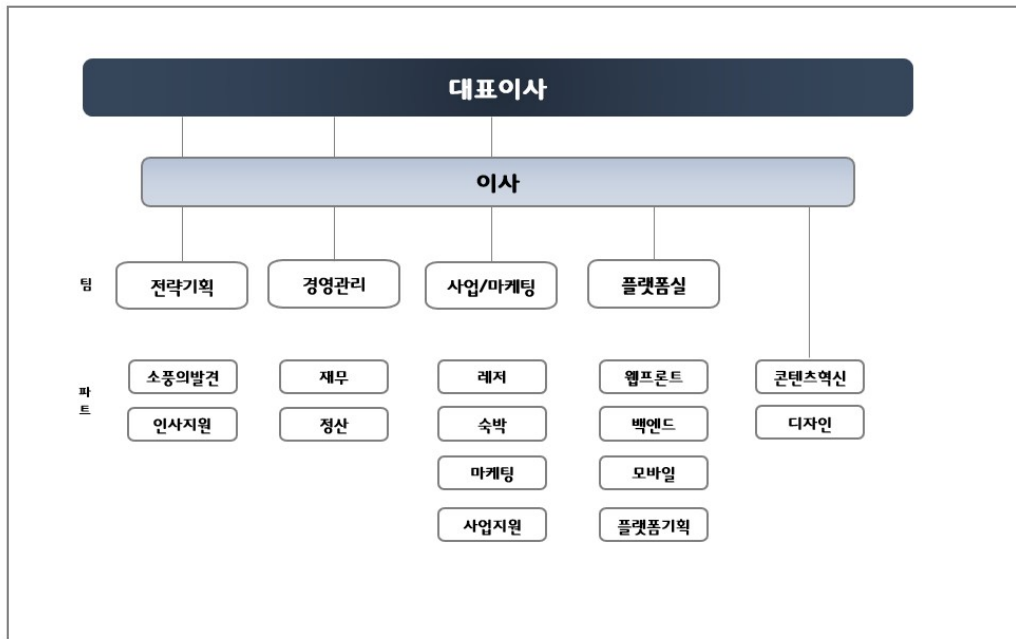 대표이사
이사
팀
전략기획
경영관리
사업/마케팅
플랫폼실
파
트
소풍의발견
재무
레저
웹프론트
콘텐츠혁신
인사지원
정산
숙박
백엔드
디자인
마케팅
모바일
사업지원
플랫폼기획